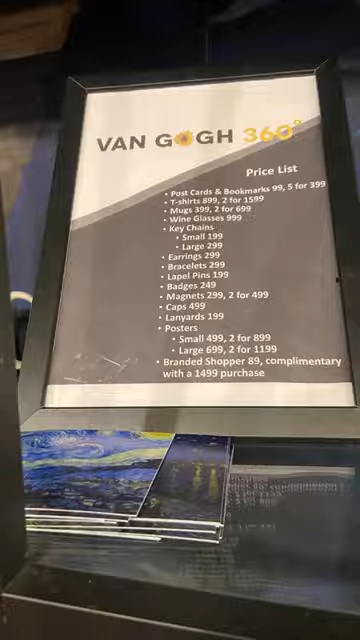 VAN GOGH 360°
Price List
• Post Cards & Bookmarks 99, 5 for 399
• T-shirts 899, 2 for 1599
• Mugs 399, 2 for 699
• Wine Glasses 999
• Key Chains
• Small 199
• Large 299
• Earrings 299
• Bracelets 299
• Lapel Pins 199
• Badges 249
• Magnets 299, 2 for 499
• Caps 499
• Lanyards 199
• Posters
• Small 499, 2 for 899
• Large 699, 2 for 1199
• Branded Shopper 89, complimentary
with a 1499 purchase